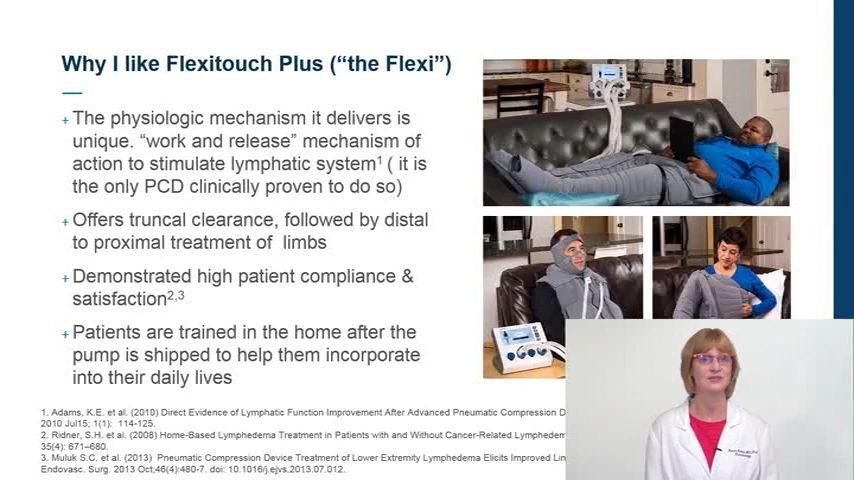 Why I like Flexitouch Plus (“the Flexi”)
+ The physiologic mechanism it delivers is
unique. “work and release” mechanism of
action to stimulate lymphatic system1 ( it is
the only PCD clinically proven to do so)
+ Offers truncal clearance, followed by distal
to proximal treatment of limbs
+ Demonstrated high patient compliance &
satisfaction2,3
+ Patients are trained in the home after the
pump is shipped to help them incorporate
into their daily lives
1. Adams, K.E. et al. (2010) Direct Evidence of Lymphatic Function Improvement After Advanced Pneumatic Compression D
2010 Jul15; 1(1): 114-125.
2. Ridner, S.H. et al. (2008) Home-Based Lymphedema Treatment in Patients with and Without Cancer-Related Lymphedem
35(4): 671–680.
3. Muluk S.C. et al. (2013) Pneumatic Compression Device Treatment of Lower Extremity Lymphedema Elicits Improved Lin
Endovasc. Surg. 2013 Oct;46(4):480-7. doi: 10.1016/j.ejvs.2013.07.012.